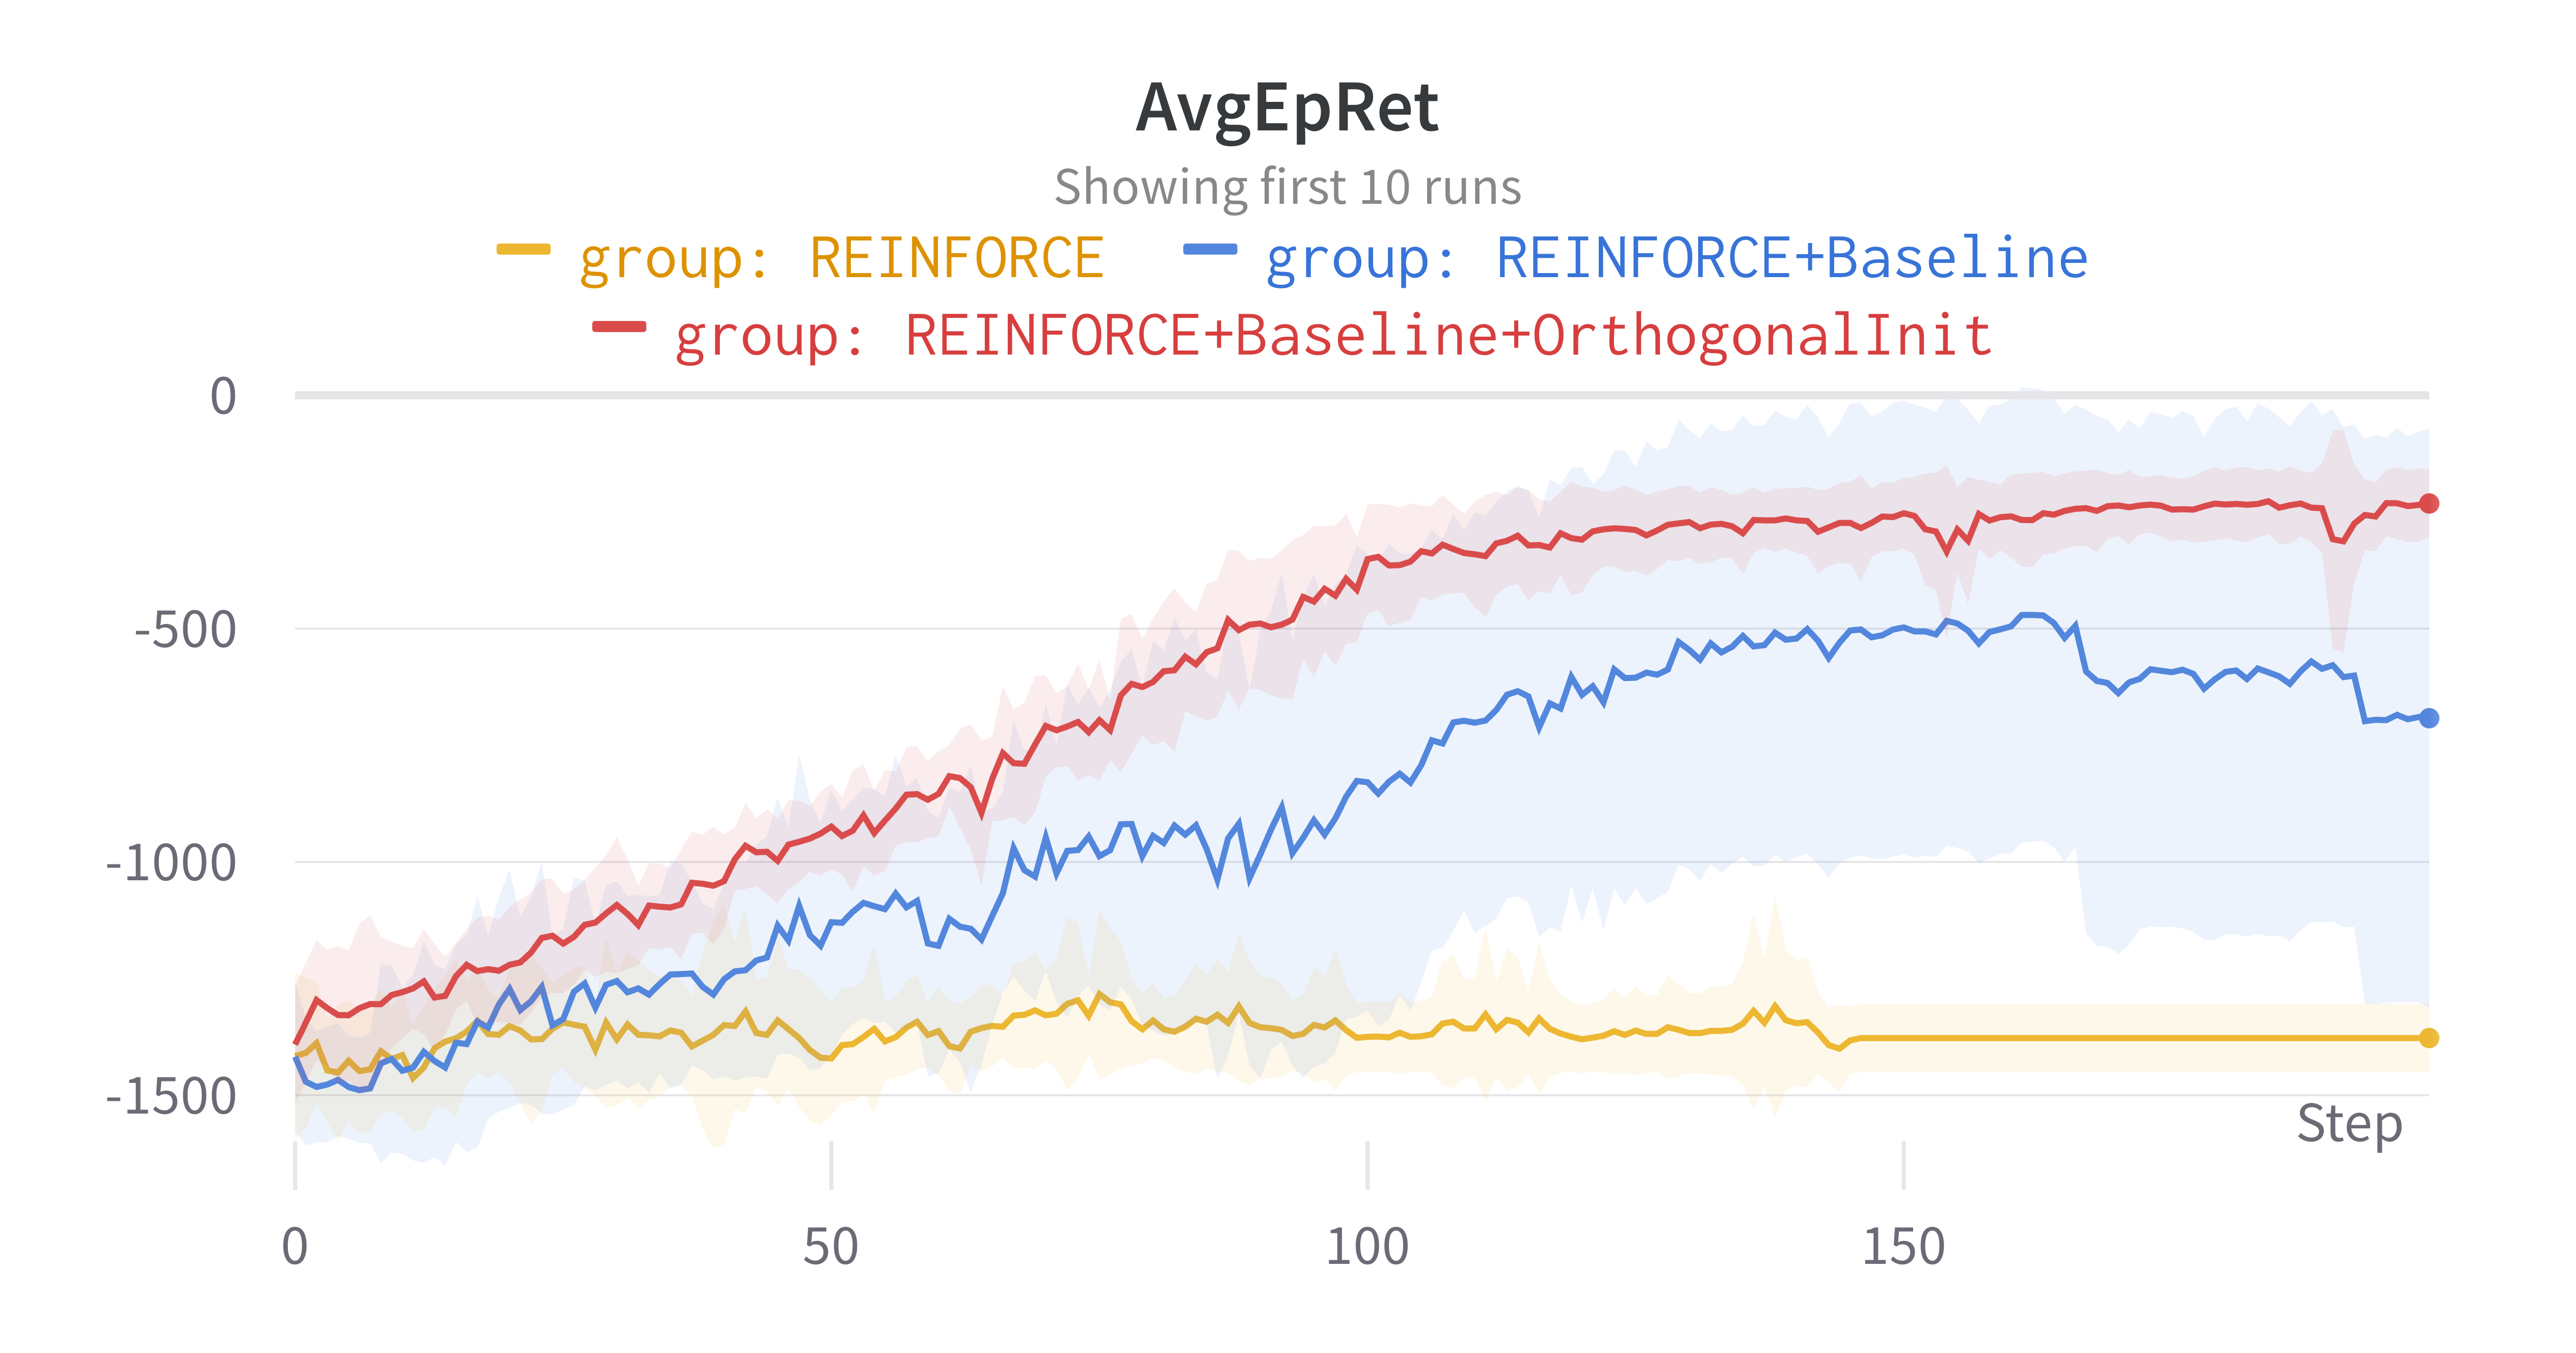 AvgEpRet
Showing first 10 runs
group: REINFORCE group: REINFORCE+Baseline
group: REINFORCE+Baseline+OrthogonalInit
0
-500
-1000
-1500
Step
0 50 100 150